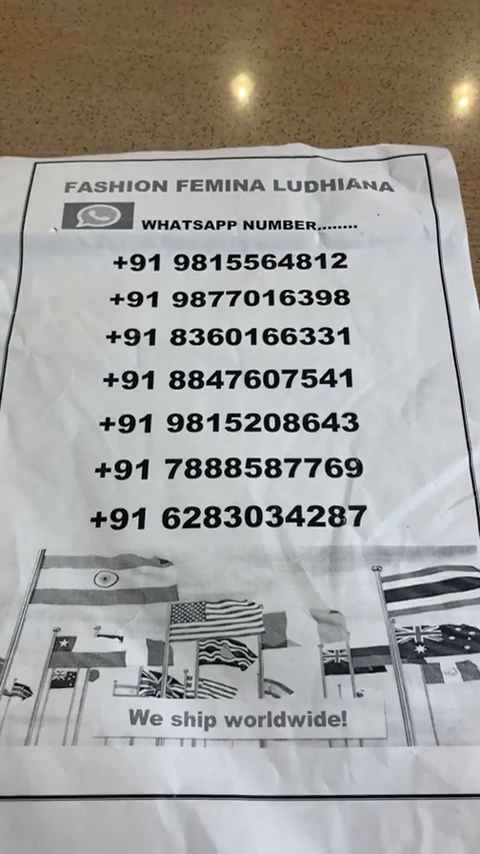 FASHION FEMINA LUDHIANA
WHATSAPP NUMBER........
+91 9815564812
+91 9877016398
+91 8360166331
+91 8847607541
+91 9815208643
+91 7888587769
+91 6283034287
We ship worldwide!